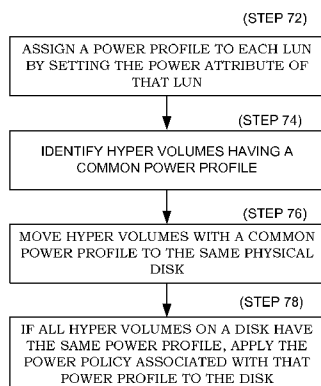 (STEP 72)
ASSIGN A POWER PROFILE TO EACH LUN
BY SETTING THE POWER ATTRIBUTE OF
THAT LUN
(STEP 74)
IDENTIFY HYPER VOLUMES HAVING A
COMMON POWER PROFILE
(STEP 76)
MOVE HYPER VOLUMES WITH A COMMON
POWER PROFILE TO THE SAME PHYSICAL
DISK
(STEP 78)
IF ALL HYPER VOLUMES ON A DISK HAVE
THE SAME POWER PROFILE, APPLY THE
POWER POLICY ASSOCIATED WITH THAT
POWER PROFILE TO THE DISK